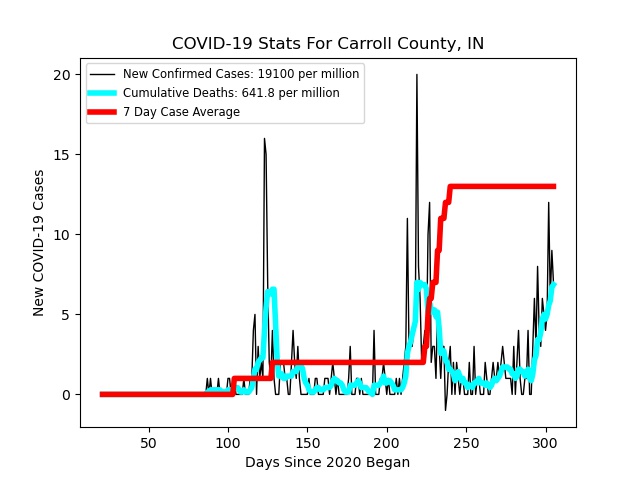 COVID-19 Stats For Carroll County, IN
New Confirmed Cases: 19100 per million
Cumulative Deaths: 641.8 per million
7 Day Case Average
New COVID-19 Cases
20
15
10
5
0
50 100 150 200 250 300
Days Since 2020 Began